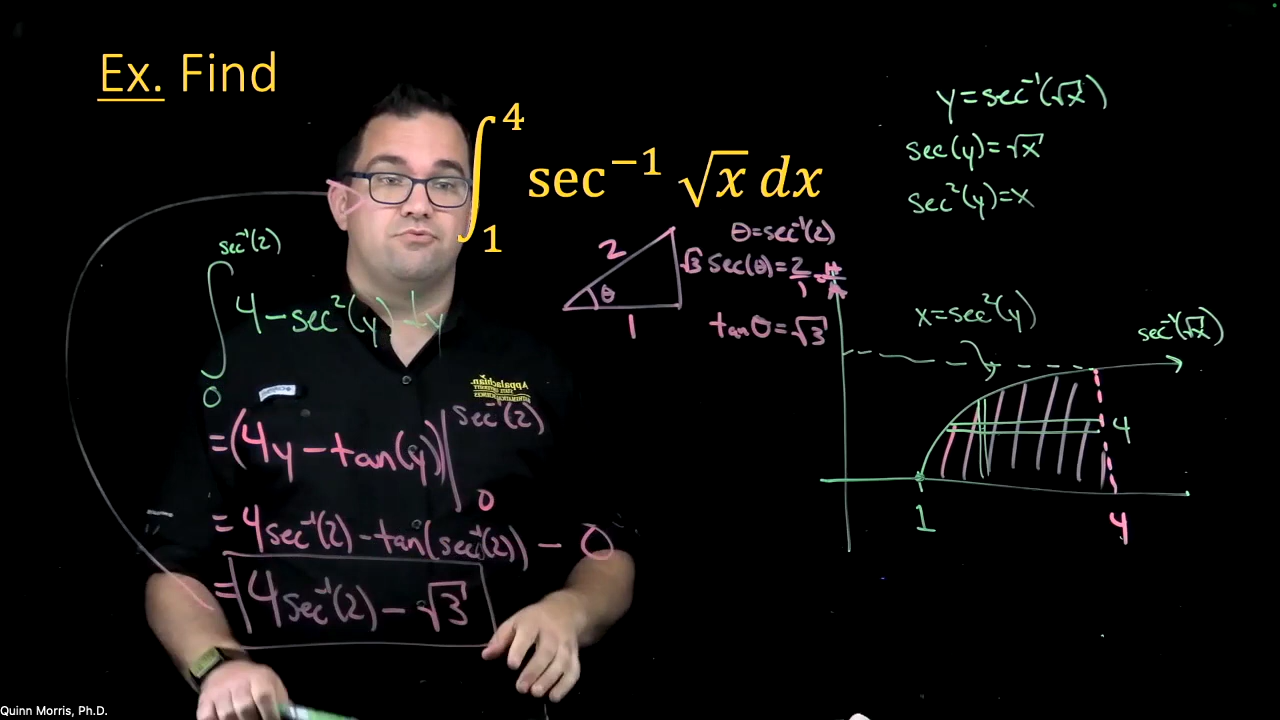 Ex. Find
∫₁⁴ sec⁻¹ √x dx
y=sec⁻¹(√x)
sec(y)=√x
sec²(y)=x
θ=sec⁻¹(2)
sec(θ)=2/1=H/A
tanθ=√3
2
√3
θ
1
∫₀^{sec⁻¹(2)} 4-sec²(y) dy
=(4y-tan(y))|₀^{sec⁻¹(2)}
=4sec⁻¹(2)-tan(sec⁻¹(2))-0
=4sec⁻¹(2)-√3
x=sec²(y)
sec⁻¹(√x)
4
1
4
Appalachian
Quinn Morris, Ph.D.